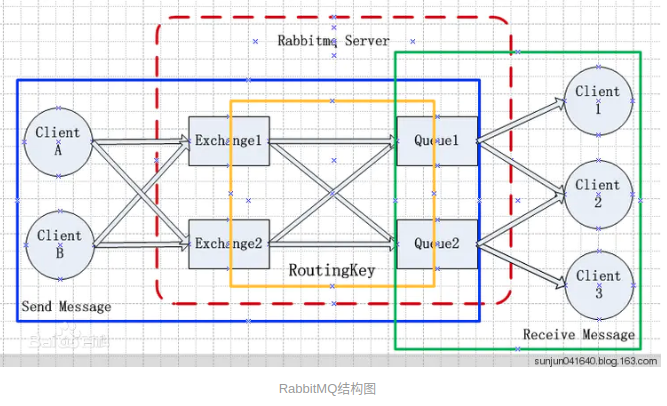 Rabbitmq Server
Client
A
Client
B
Exchange1
Exchange2
Queue1
Queue2
RoutingKey
Client
1
Client
2
Client
3
Send Message
Receive Message
Bai百科
sunjun041640.blog.163.com
RabbitMQ结构图